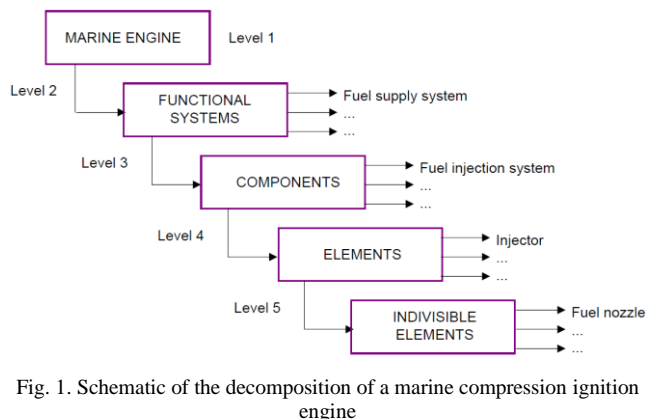 MARINE ENGINE
Level 1
Level 2
FUNCTIONAL
SYSTEMS
Fuel supply system
...
...
Level 3
COMPONENTS
Fuel injection system
...
...
Level 4
ELEMENTS
Injector
...
...
Level 5
INDIVISIBLE
ELEMENTS
Fuel nozzle
...
...
Fig. 1. Schematic of the decomposition of a marine compression ignition
engine